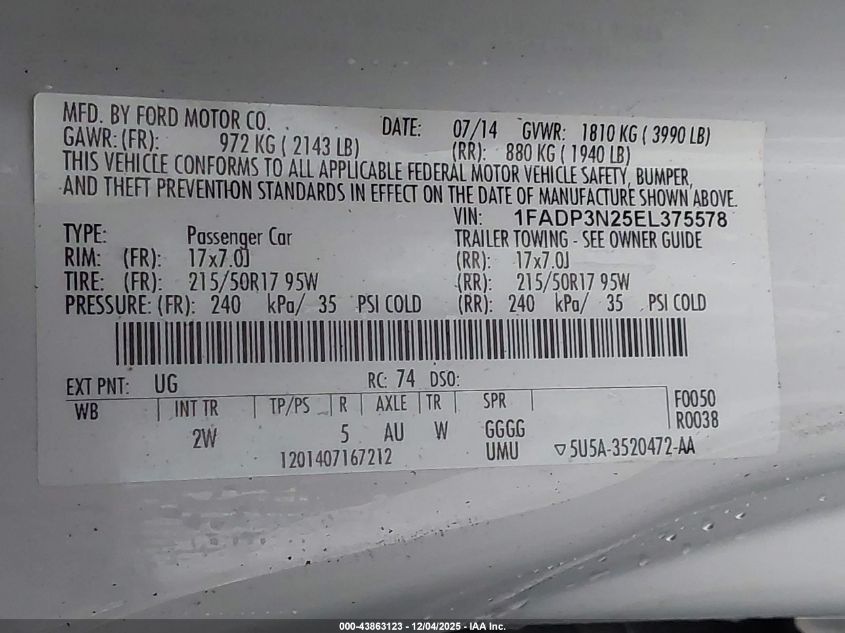 MFD. BY FORD MOTOR CO. DATE: 07/14 GVWR: 1810 KG ( 3990 LB)
GAWR: (FR): 972 KG ( 2143 LB) (RR): 880 KG ( 1940 LB)
THIS VEHICLE CONFORMS TO ALL APPLICABLE FEDERAL MOTOR VEHICLE SAFETY, BUMPER,
AND THEFT PREVENTION STANDARDS IN EFFECT ON THE DATE OF MANUFACTURE SHOWN ABOVE.
VIN: 1FADP3N25EL375578
TYPE: Passenger Car TRAILER TOWING - SEE OWNER GUIDE
RIM: (FR): 17x7.0J (RR): 17x7.0J
TIRE: (FR): 215/50R17 95W (RR): 215/50R17 95W
PRESSURE: (FR): 240 kPa/ 35 PSI COLD (RR): 240 kPa/ 35 PSI COLD
EXT PNT: UG RC: 74 DSO:
WB INT TR TP/PS R AXLE TR SPR F0050
R0038
2W 5 AU W GGGG
1201407167212 UMU ▽5U5A-3520472-AA
000-43863123 - 12/04/2025 - IAA Inc.